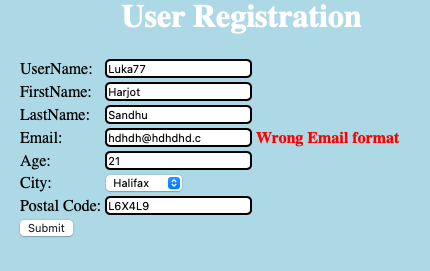 User Registration
UserName: Luka77
FirstName: Harjot
LastName: Sandhu
Email: hdhdh@hdhdhd.c Wrong Email format
Age: 21
City: Halifax
Postal Code: L6X4L9
Submit